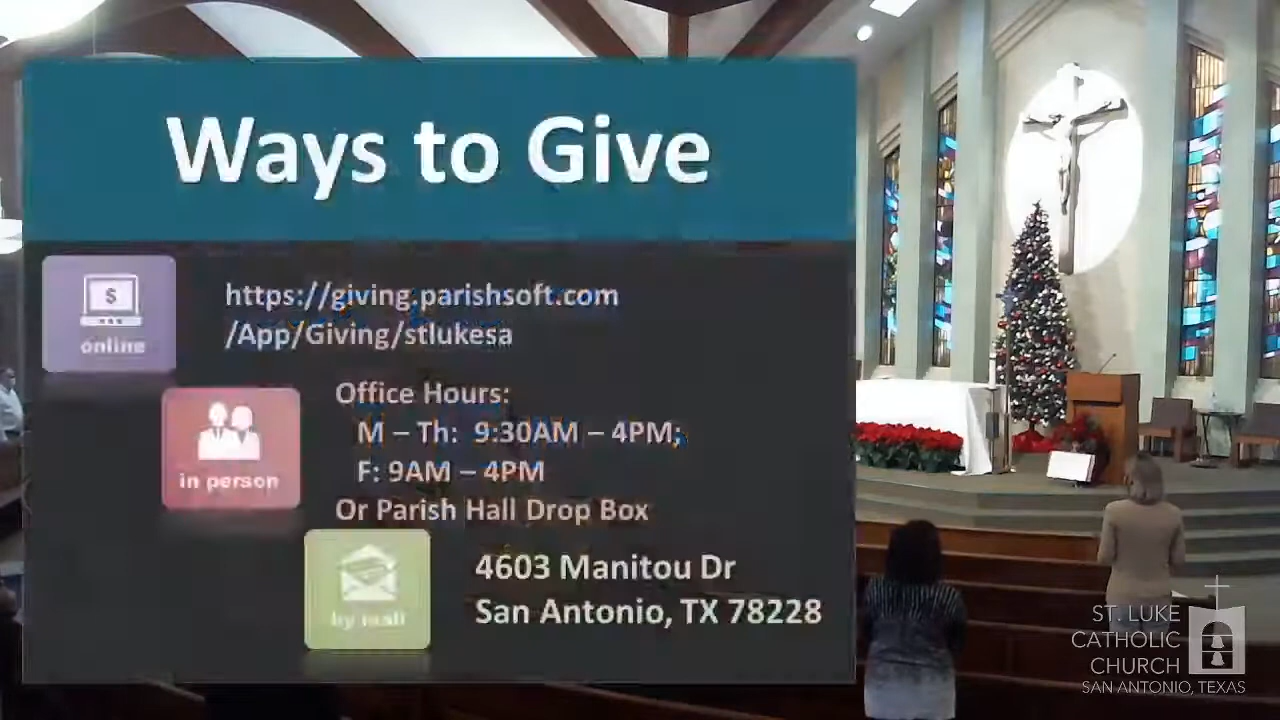 Ways to Give
$
online
https://giving.parishsoft.com
/App/Giving/stlukesa
in person
Office Hours:
M – Th: 9:30AM – 4PM;
F: 9AM – 4PM
Or Parish Hall Drop Box
by mail
4603 Manitou Dr
San Antonio, TX 78228
ST. LUKE
CATHOLIC
CHURCH
SAN ANTONIO, TEXAS